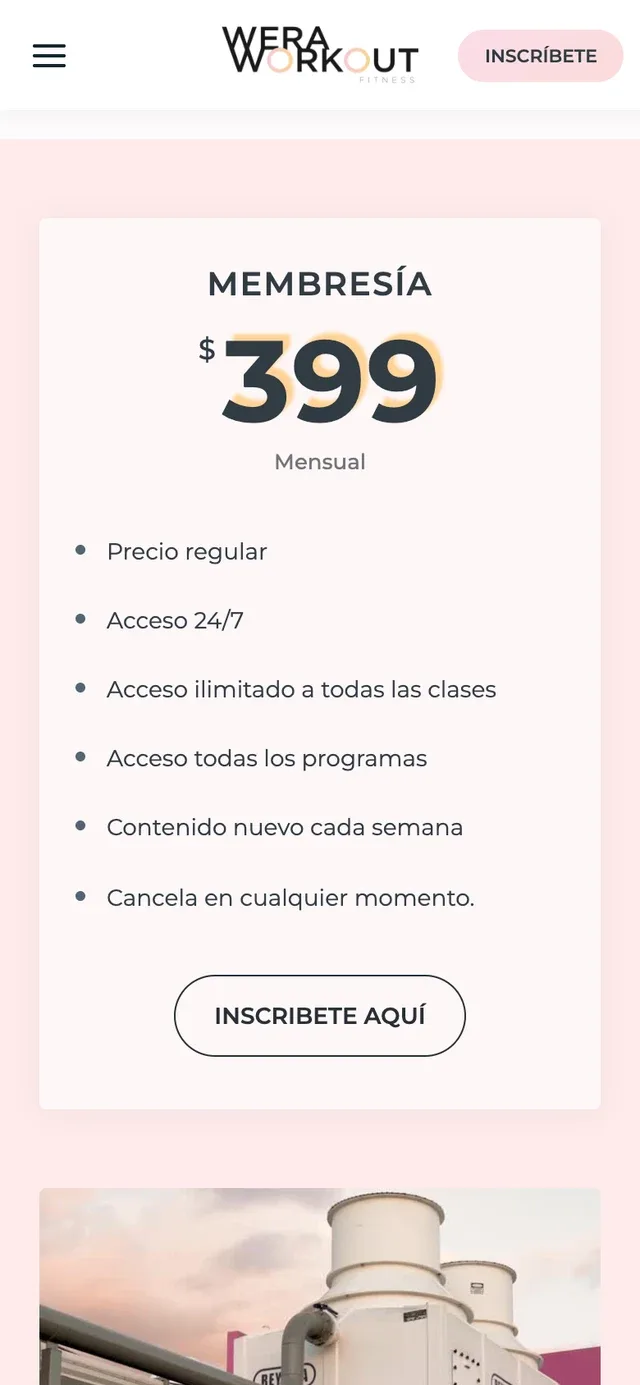 WERA
WORKOUT
FITNESS
INSCRÍBETE
MEMBRESÍA
$399
Mensual
Precio regular
Acceso 24/7
Acceso ilimitado a todas las clases
Acceso todas los programas
Contenido nuevo cada semana
Cancela en cualquier momento.
INSCRIBETE AQUÍ